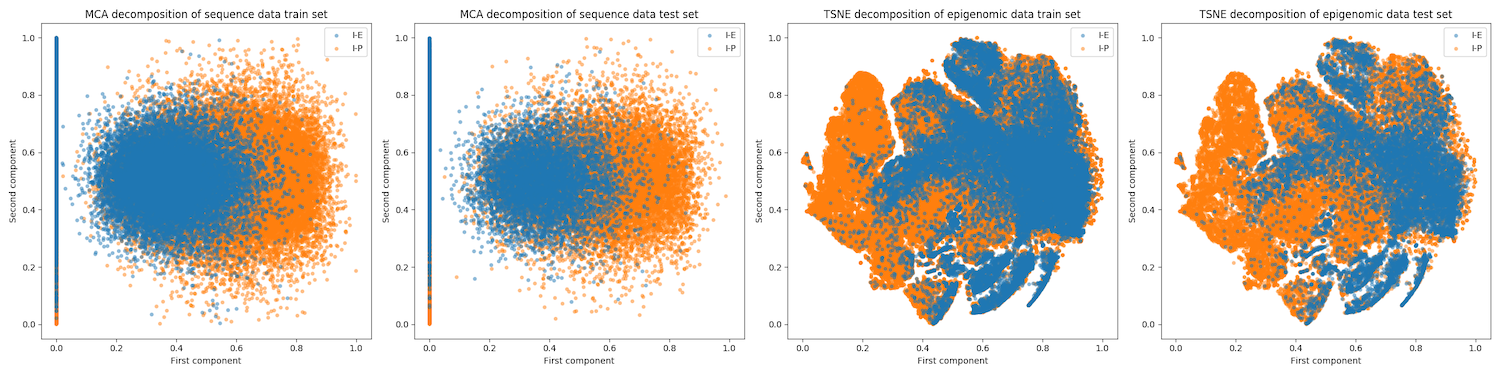 MCA decomposition of sequence data train set
I-E
I-P
1.0
0.8
0.6
0.4
0.2
0.0
Second component
0.0 0.2 0.4 0.6 0.8 1.0
First component
MCA decomposition of sequence data test set
I-E
I-P
1.0
0.8
0.6
0.4
0.2
0.0
Second component
0.0 0.2 0.4 0.6 0.8 1.0
First component
TSNE decomposition of epigenomic data train set
I-E
I-P
1.0
0.8
0.6
0.4
0.2
0.0
Second component
0.0 0.2 0.4 0.6 0.8 1.0
First component
TSNE decomposition of epigenomic data test set
I-E
I-P
1.0
0.8
0.6
0.4
0.2
0.0
Second component
0.0 0.2 0.4 0.6 0.8 1.0
First component